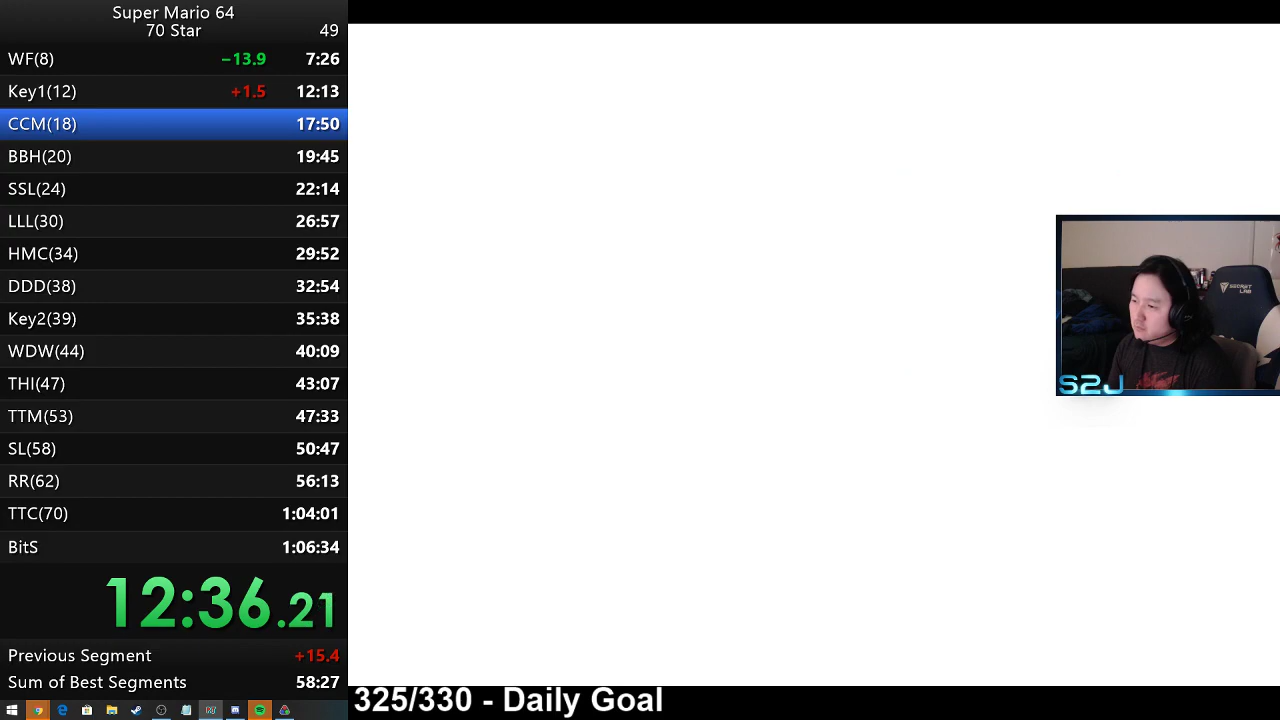 Super Mario 64
70 Star 49
WF(8) −13.9 7:26
Key1(12) +1.5 12:13
CCM(18) 17:50
BBH(20) 19:45
SSL(24) 22:14
LLL(30) 26:57
HMC(34) 29:52
DDD(38) 32:54
Key2(39) 35:38
WDW(44) 40:09
THI(47) 43:07
TTM(53) 47:33
SL(58) 50:47
RR(62) 56:13
TTC(70) 1:04:01
BitS 1:06:34
12:36.21
Previous Segment +15.4
Sum of Best Segments 58:27
SECRET LAB
S2J
325/330 - Daily Goal